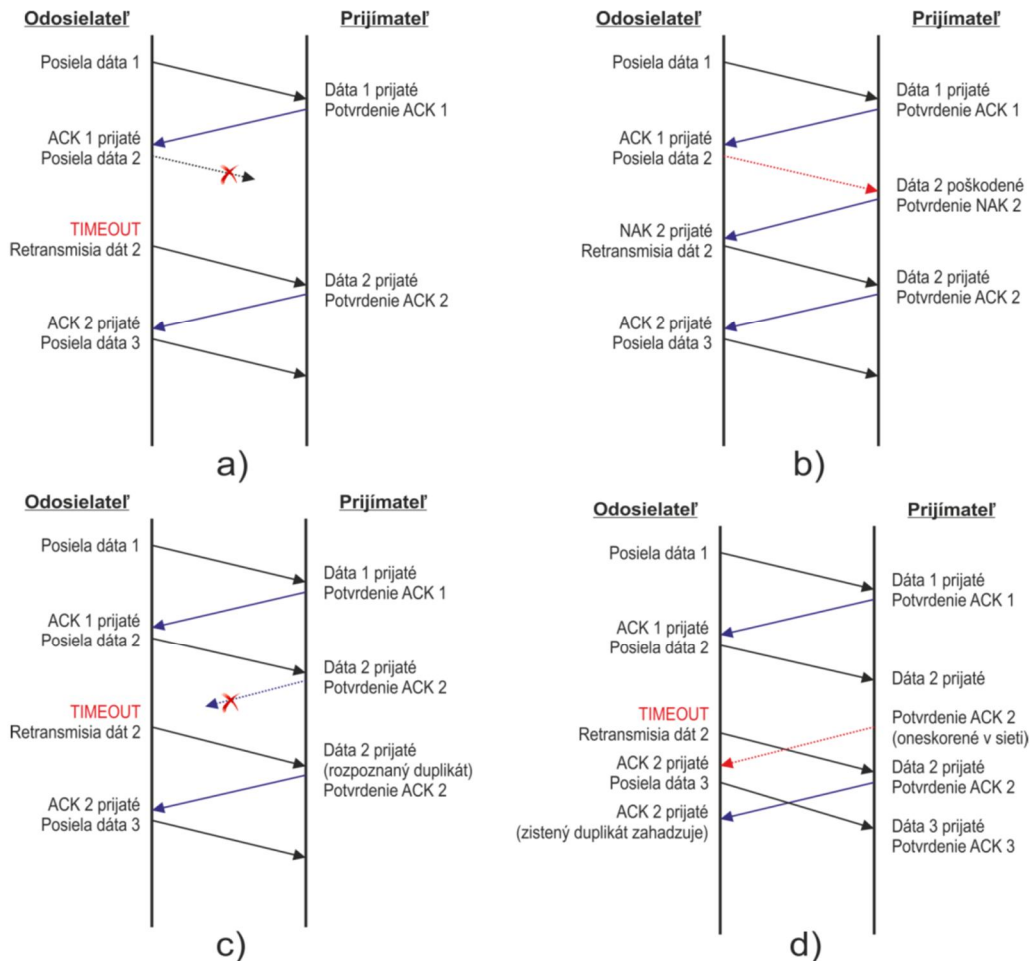 Odosielateľ
Prijímateľ
Posiela dáta 1
Dáta 1 prijaté
Potvrdenie ACK 1
ACK 1 prijaté
Posiela dáta 2
TIMEOUT
Retransmisia dát 2
Dáta 2 prijaté
Potvrdenie ACK 2
ACK 2 prijaté
Posiela dáta 3
a)
Odosielateľ
Prijímateľ
Posiela dáta 1
Dáta 1 prijaté
Potvrdenie ACK 1
ACK 1 prijaté
Posiela dáta 2
Dáta 2 poškodené
Potvrdenie NAK 2
NAK 2 prijaté
Retransmisia dát 2
Dáta 2 prijaté
Potvrdenie ACK 2
ACK 2 prijaté
Posiela dáta 3
b)
Odosielateľ
Prijímateľ
Posiela dáta 1
Dáta 1 prijaté
Potvrdenie ACK 1
ACK 1 prijaté
Posiela dáta 2
Dáta 2 prijaté
Potvrdenie ACK 2
TIMEOUT
Retransmisia dát 2
Dáta 2 prijaté
(rozpoznaný duplikát)
Potvrdenie ACK 2
ACK 2 prijaté
Posiela dáta 3
c)
Odosielateľ
Prijímateľ
Posiela dáta 1
Dáta 1 prijaté
Potvrdenie ACK 1
ACK 1 prijaté
Posiela dáta 2
Dáta 2 prijaté
TIMEOUT
Retransmisia dát 2
Potvrdenie ACK 2
(oneskorené v sieti)
ACK 2 prijaté
Posiela dáta 3
Dáta 2 prijaté
Potvrdenie ACK 2
ACK 2 prijaté
(zistený duplikát zahadzuje)
Dáta 3 prijaté
Potvrdenie ACK 3
d)